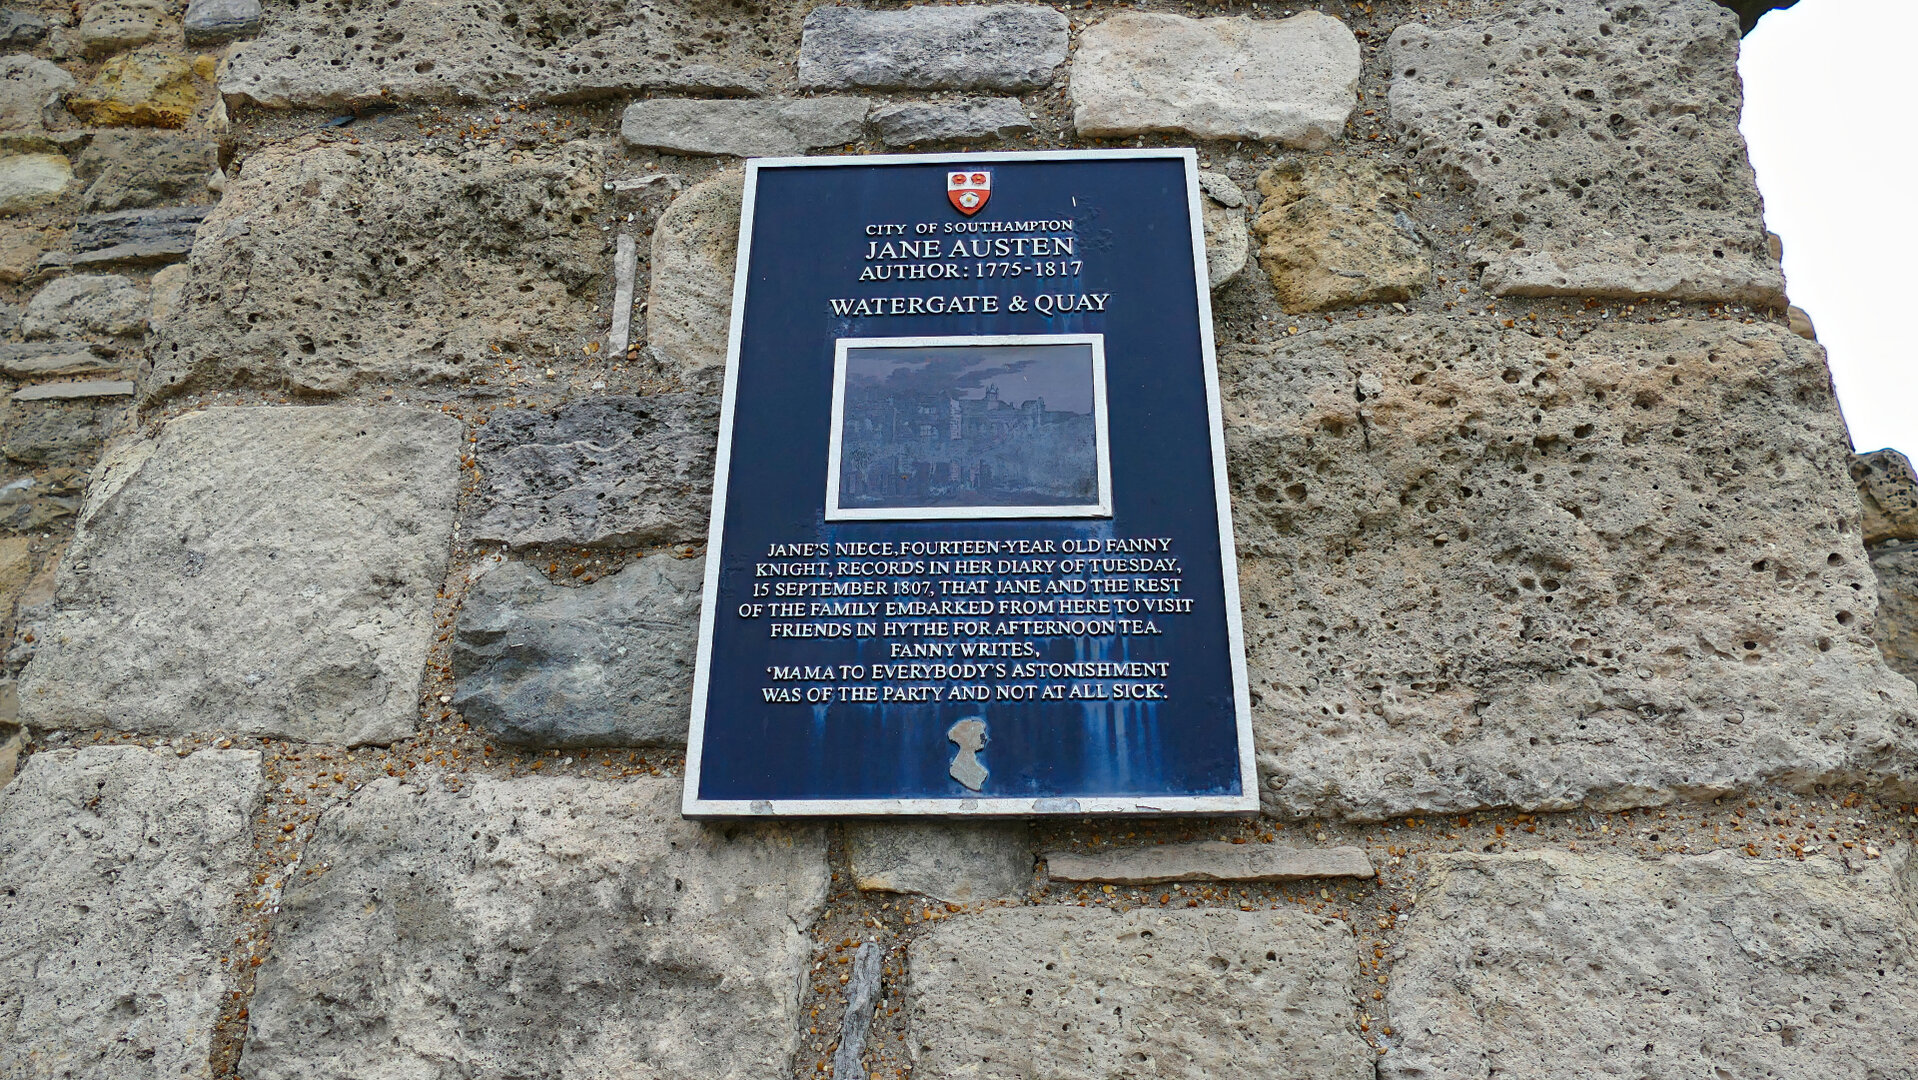 CITY OF SOUTHAMPTON
JANE AUSTEN
AUTHOR: 1775-1817
WATERGATE & QUAY
JANE'S NIECE, FOURTEEN-YEAR OLD FANNY
KNIGHT, RECORDS IN HER DIARY OF TUESDAY,
15 SEPTEMBER 1807, THAT JANE AND THE REST
OF THE FAMILY EMBARKED FROM HERE TO VISIT
FRIENDS IN HYTHE FOR AFTERNOON TEA.
FANNY WRITES,
'MAMA TO EVERYBODY'S ASTONISHMENT
WAS OF THE PARTY AND NOT AT ALL SICK'.